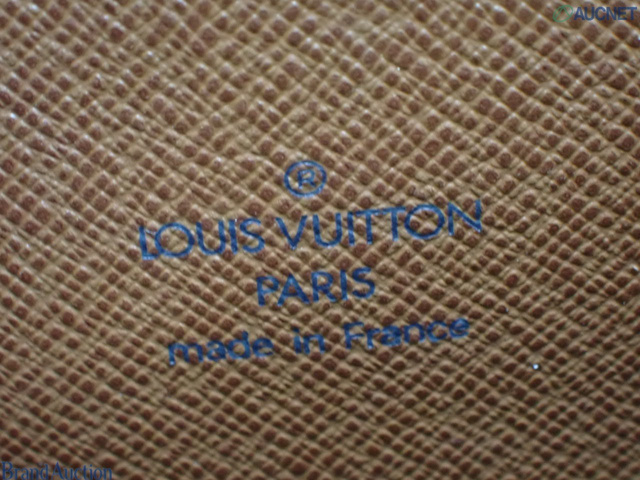 AUCNET
®
LOUIS VUITTON
PARIS
made in France
Brand Auction